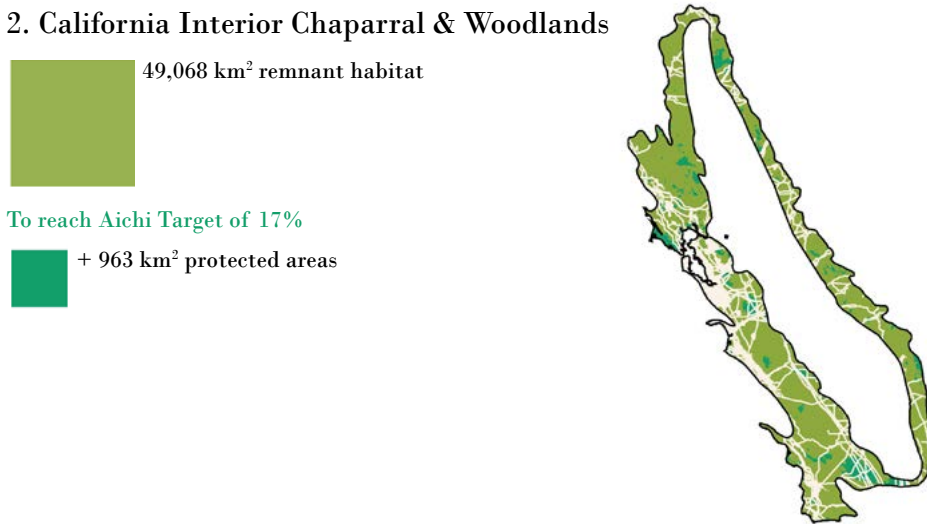 2. California Interior Chaparral & Woodlands
49,068 km² remnant habitat
To reach Aichi Target of 17%
+ 963 km² protected areas